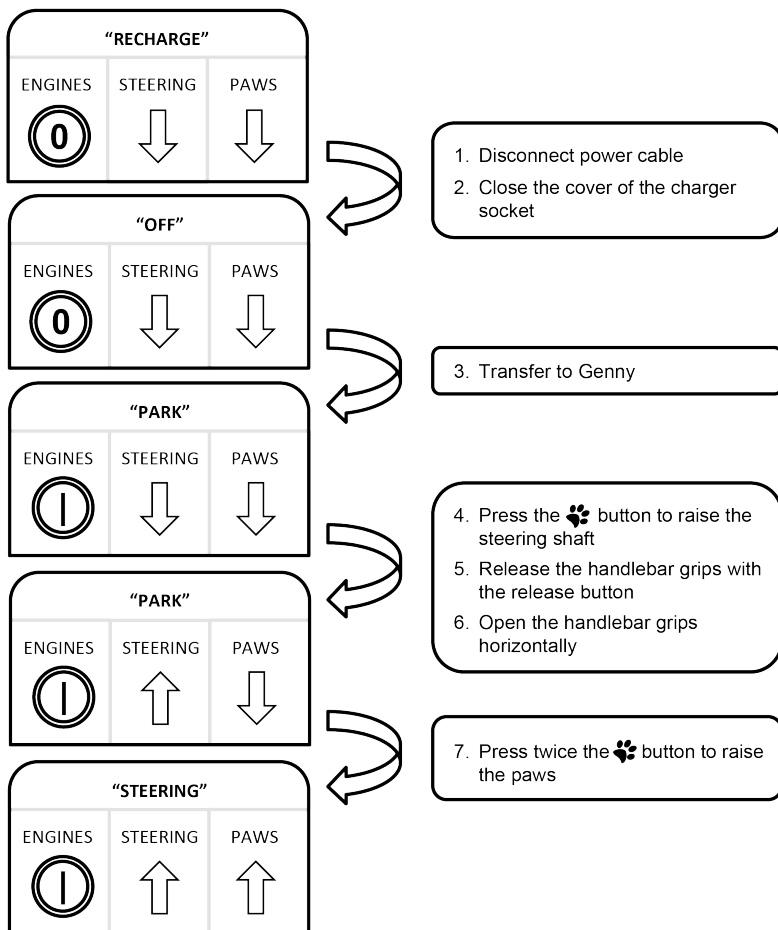 “RECHARGE”
ENGINES STEERING PAWS
0
1. Disconnect power cable
2. Close the cover of the charger
socket
“OFF”
ENGINES STEERING PAWS
0
3. Transfer to Genny
“PARK”
ENGINES STEERING PAWS
|
4. Press the button to raise the
steering shaft
5. Release the handlebar grips with
the release button
6. Open the handlebar grips
horizontally
“PARK”
ENGINES STEERING PAWS
|
7. Press twice the button to raise
the paws
“STEERING”
ENGINES STEERING PAWS
|